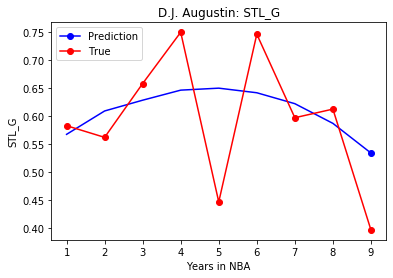 D.J. Augustin: STL_G
Prediction
True
STL_G
0.75
0.70
0.65
0.60
0.55
0.50
0.45
0.40
1 2 3 4 5 6 7 8 9
Years in NBA